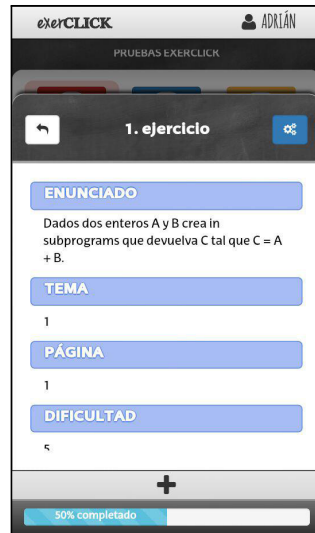 exerCLICK ADRIÁN
PRUEBAS EXERCLICK
1. ejercicio
ENUNCIADO
Dados dos enteros A y B crea in
subprograms que devuelva C tal que C = A
+ B.
TEMA
1
PÁGINA
1
DIFICULTAD
5
50% completado